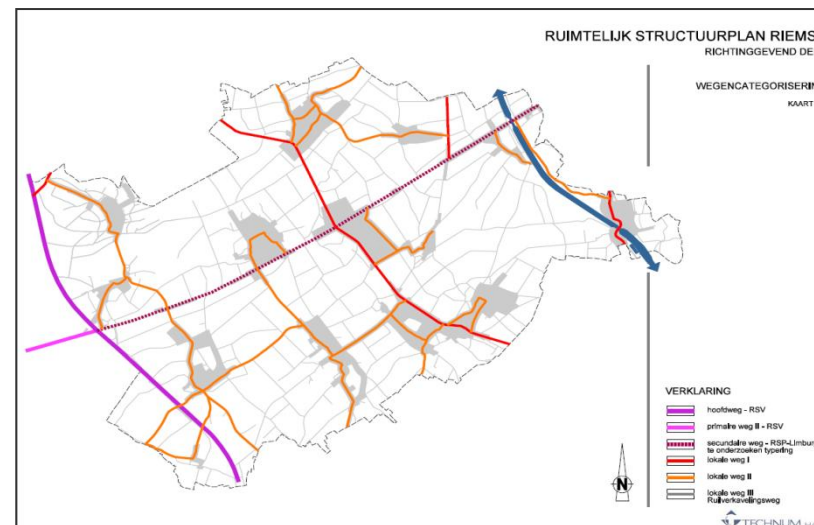 RUIMTELIJK STRUCTUURPLAN RIEMS
RICHTINGGEVEND DE
WEGENCATEGORISERIN
KAART
VERKLARING
hoofdweg - RSV
primaire weg II - RSV
secundaire weg - RSP-Limbur
te onderzoeken typering
lokale weg I
lokale weg II
lokale weg III
Ruilverkavelingsweg
N
TECHNUM